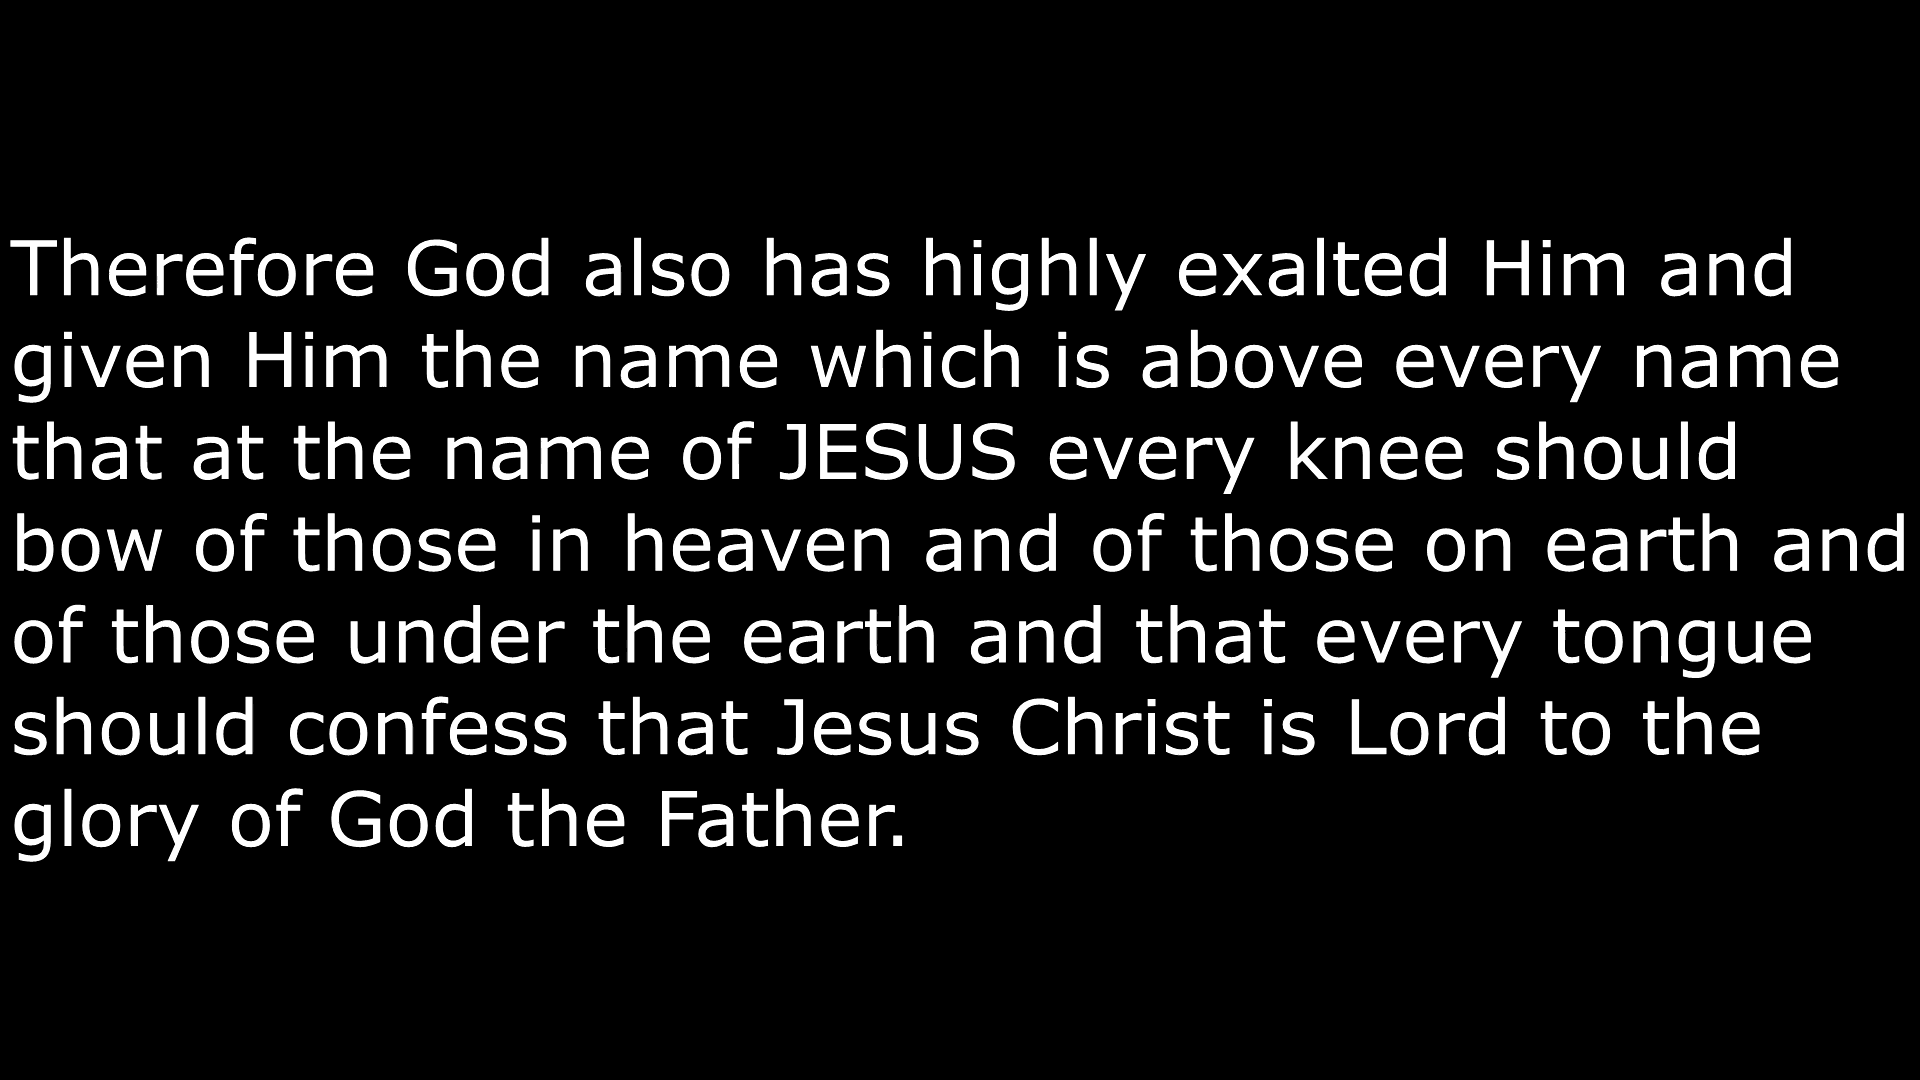 Therefore God also has highly exalted Him and
given Him the name which is above every name
that at the name of JESUS every knee should
bow of those in heaven and of those on earth and
of those under the earth and that every tongue
should confess that Jesus Christ is Lord to the
glory of God the Father.